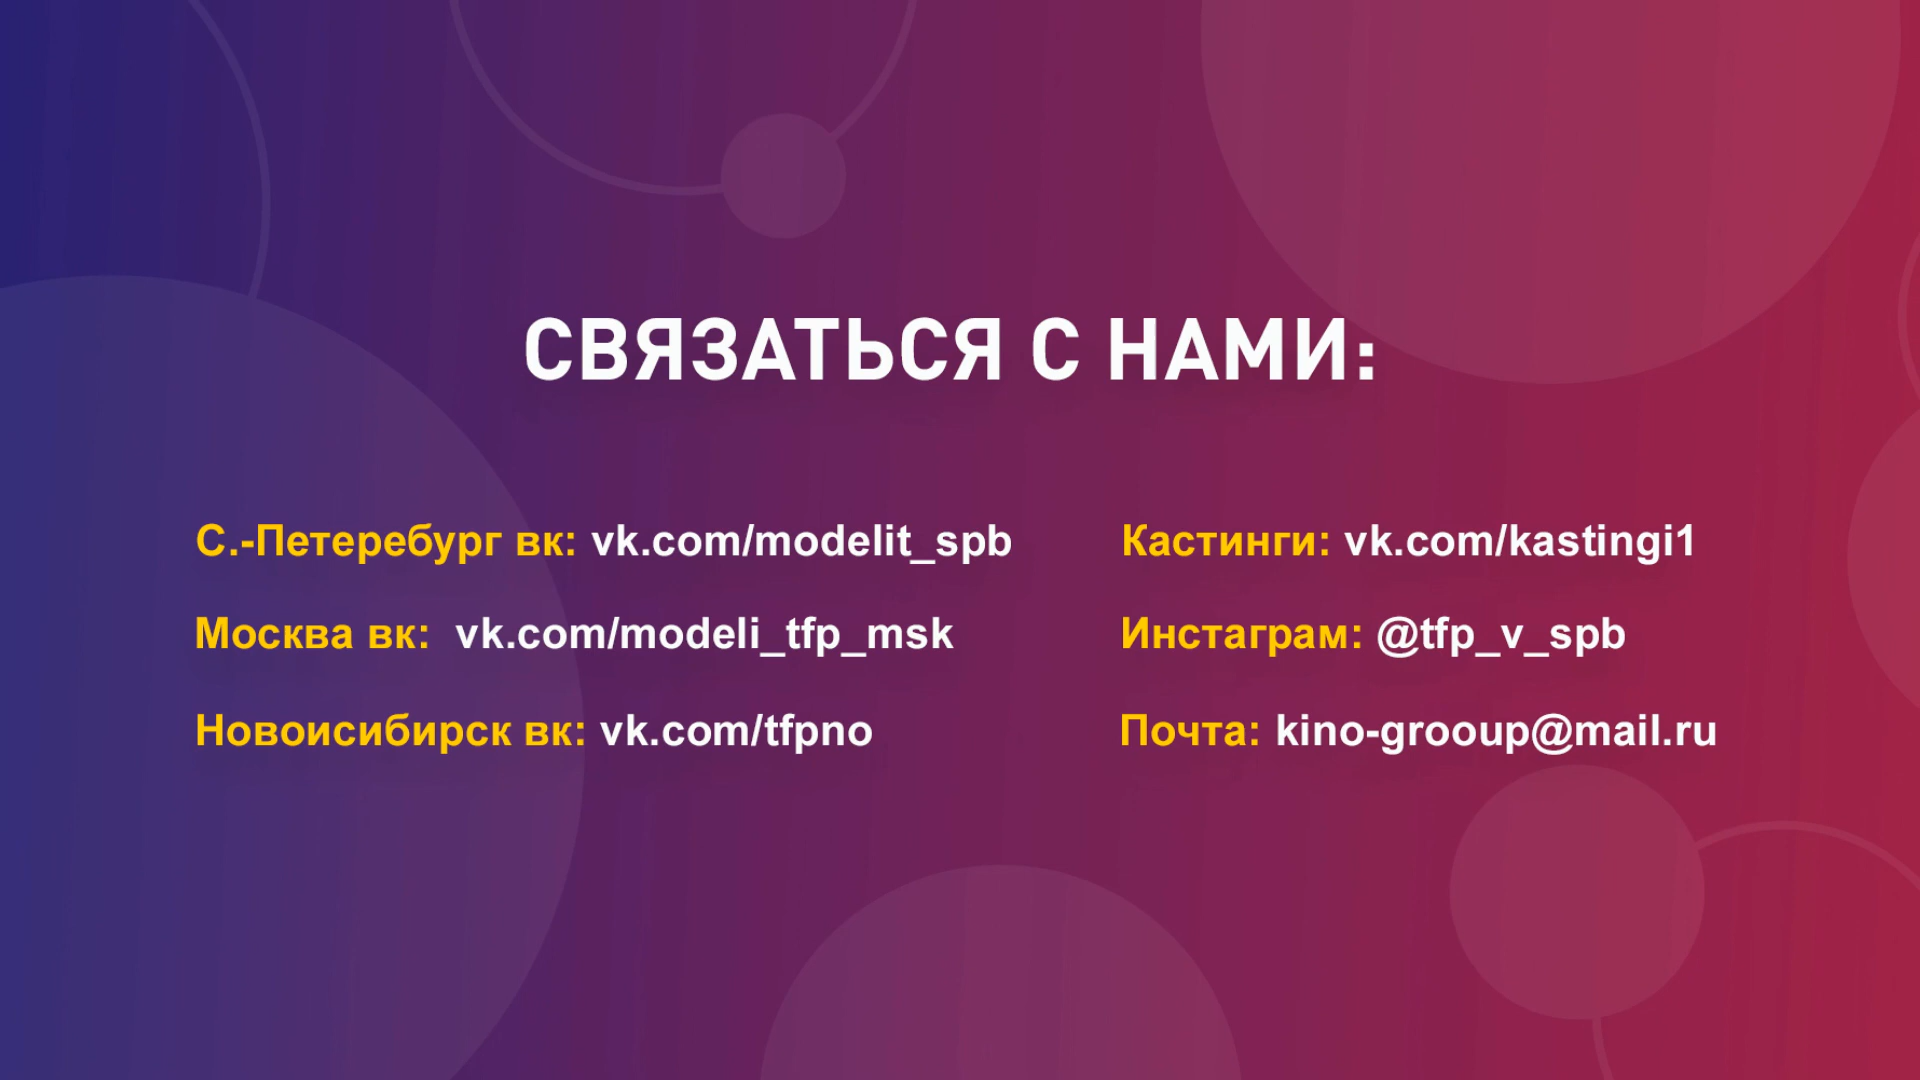 СВЯЗАТЬСЯ С НАМИ:
С.-Петеребург вк: vk.com/modelit_spb
Москва вк: vk.com/modeli_tfp_msk
Новоисибирск вк: vk.com/tfpno
Кастинги: vk.com/kastingi1
Инстаграм: @tfp_v_spb
Почта: kino-grooup@mail.ru